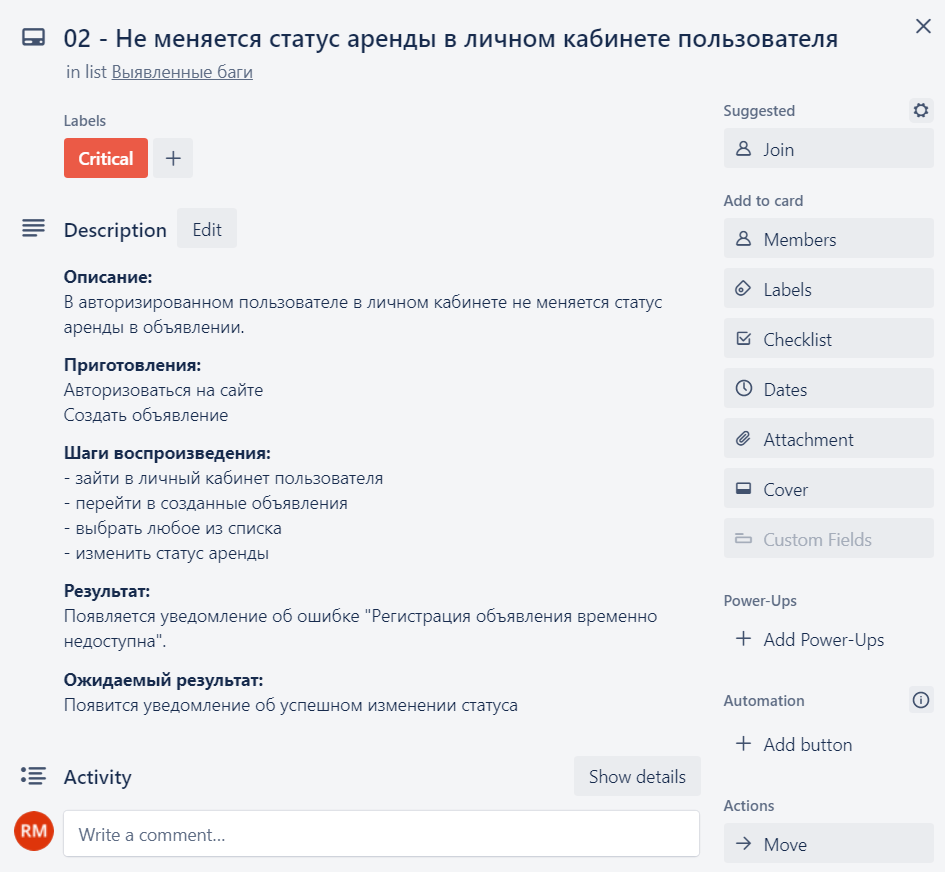 02 - Не меняется статус аренды в личном кабинете пользователя
in list Выявленные баги
Labels
Critical
Description
Edit
Описание:
В авторизированном пользователе в личном кабинете не меняется статус
аренды в объявлении.
Приготовления:
Авторизоваться на сайте
Создать объявление
Шаги воспроизведения:
- зайти в личный кабинет пользователя
- перейти в созданные объявления
- выбрать любое из списка
- изменить статус аренды
Результат:
Появляется уведомление об ошибке "Регистрация объявления временно
недоступна".
Ожидаемый результат:
Появится уведомление об успешном изменении статуса
Activity
Show details
RM
Write a comment...
Suggested
Join
Add to card
Members
Labels
Checklist
Dates
Attachment
Cover
Custom Fields
Power-Ups
+ Add Power-Ups
Automation
+ Add button
Actions
→ Move